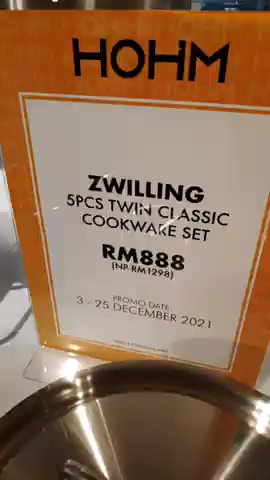 HOHM
ZWILLING
5PCS TWIN CLASSIC
COOKWARE SET
RM888
(NP RM1298)
PROMO DATE:
3 - 25 DECEMBER 2021